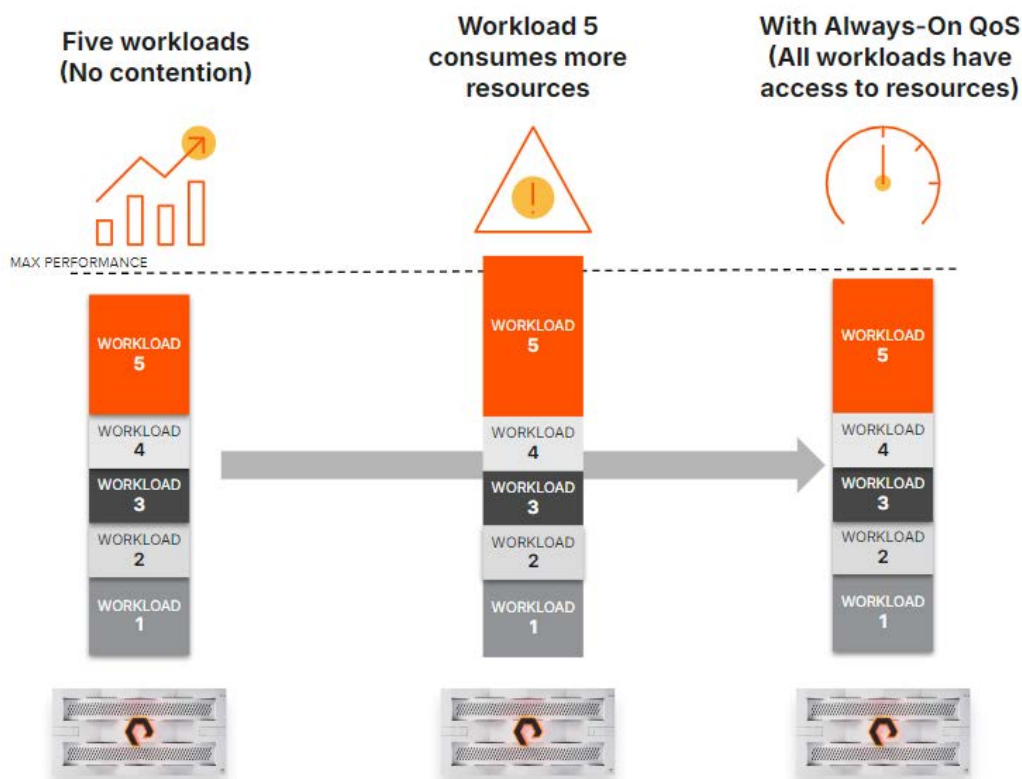 Five workloads
(No contention)
Workload 5
consumes more
resources
With Always-On QoS
(All workloads have
access to resources)
MAX PERFORMANCE
WORKLOAD
5
WORKLOAD
4
WORKLOAD
3
WORKLOAD
2
WORKLOAD
1
WORKLOAD
5
WORKLOAD
4
WORKLOAD
3
WORKLOAD
2
WORKLOAD
1
WORKLOAD
5
WORKLOAD
4
WORKLOAD
3
WORKLOAD
2
WORKLOAD
1